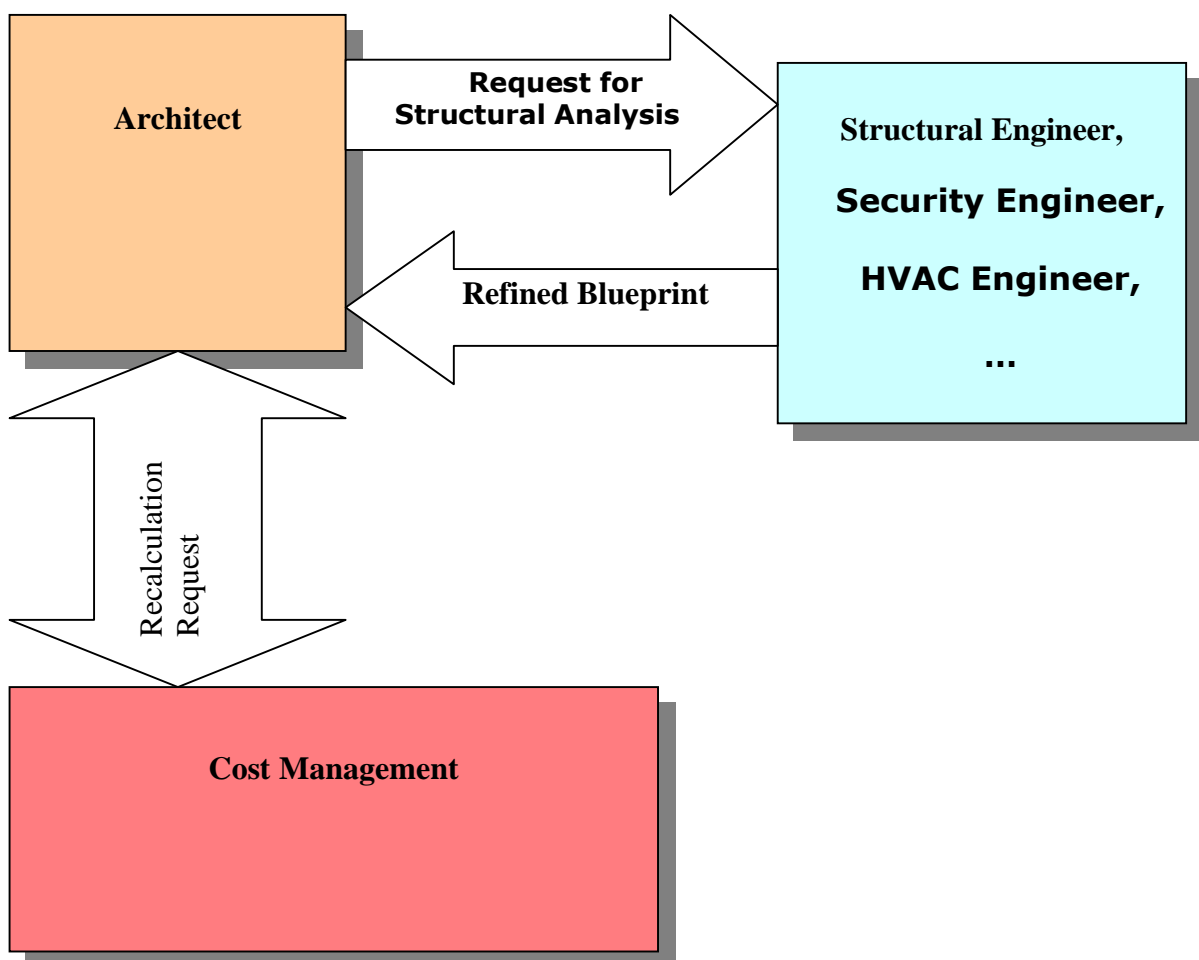 Architect
Request for
Structural Analysis
Structural Engineer,
Security Engineer,
HVAC Engineer,
...
Refined Blueprint
Recalculation
Request
Cost Management